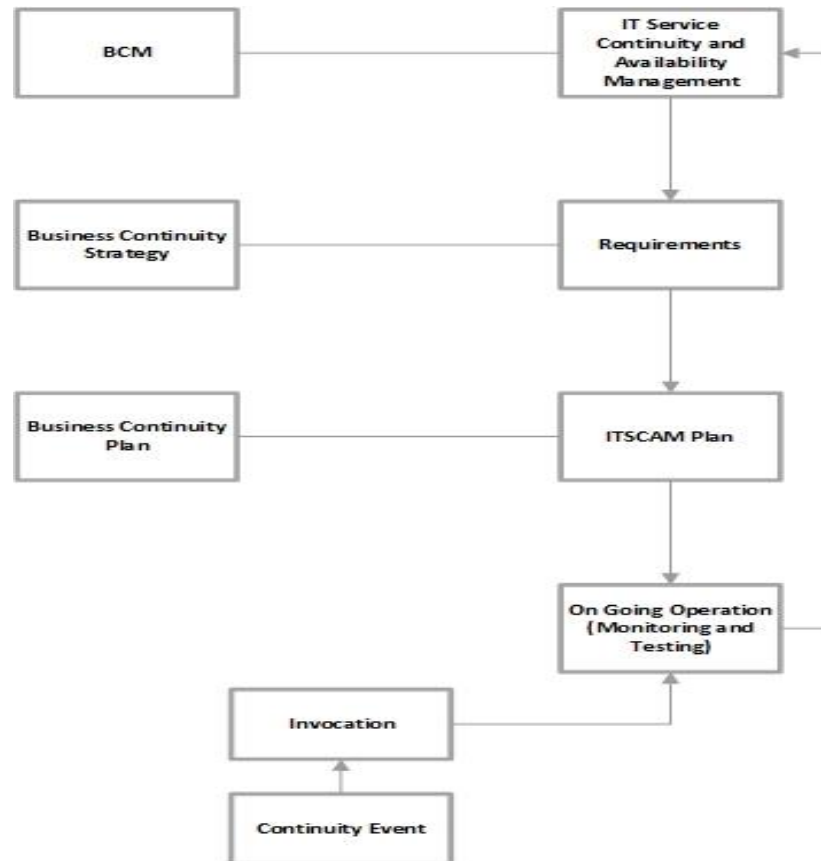 BCM
IT Service
Continuity and
Availability
Management
Business Continuity
Strategy
Requirements
Business Continuity
Plan
ITSCAM Plan
On Going Operation
(Monitoring and
Testing)
Invocation
Continuity Event